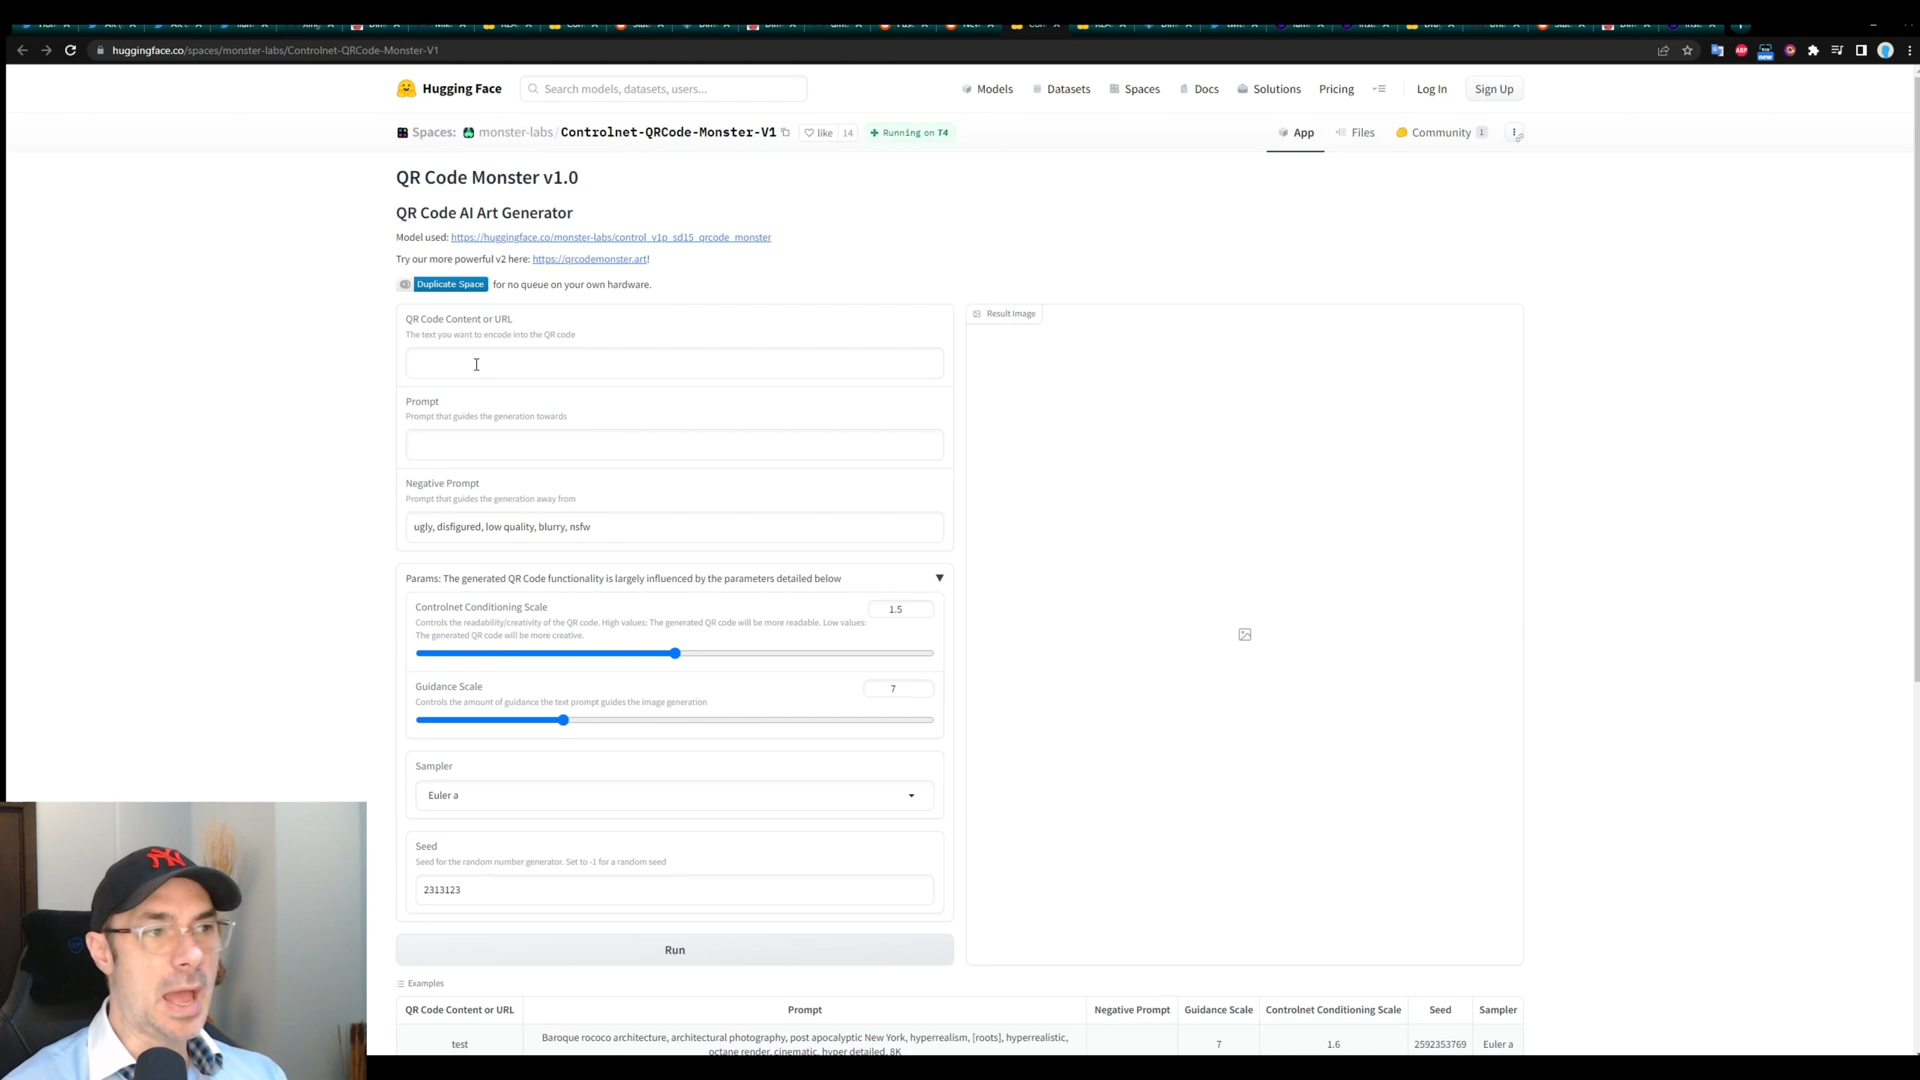 huggingface.co/spaces/monster-labs/Controlnet-QRCode-Monster-V1
ABP
new
Hugging Face
Search models, datasets, users...
Models
Datasets
Spaces
Docs
Solutions
Pricing
Log In
Sign Up
Spaces: monster-labs/Controlnet-QRCode-Monster-V1
like 14
Running on T4
App
Files
Community 1
QR Code Monster v1.0
QR Code AI Art Generator
Model used: https://huggingface.co/monster-labs/control_v1p_sd15_qrcode_monster
Try our more powerful v2 here: https://qrcodemonster.art!
Duplicate Space for no queue on your own hardware.
QR Code Content or URL
The text you want to encode into the QR code
Prompt
Prompt that guides the generation towards
Negative Prompt
Prompt that guides the generation away from
ugly, disfigured, low quality, blurry, nsfw
Params: The generated QR Code functionality is largely influenced by the parameters detailed below
Controlnet Conditioning Scale
1.5
Controls the readability/creativity of the QR code. High values: The generated QR code will be more readable. Low values:
The generated QR code will be more creative.
Guidance Scale
7
Controls the amount of guidance the text prompt guides the image generation
Sampler
Euler a
Seed
Seed for the random number generator. Set to -1 for a random seed
2313123
Run
Result Image
Examples
QR Code Content or URL
Prompt
Negative Prompt
Guidance Scale
Controlnet Conditioning Scale
Seed
Sampler
test
Baroque rococo architecture, architectural photography, post apocalyptic New York, hyperrealism, [roots], hyperrealistic,
octane render, cinematic, hyper detailed, 8K
7
1.6
2592353769
Euler a